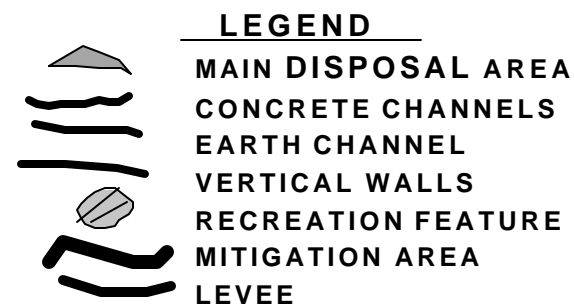 LEGEND
MAIN DISPOSAL AREA
CONCRETE CHANNELS
EARTH CHANNEL
VERTICAL WALLS
RECREATION FEATURE
MITIGATION AREA
LEVEE